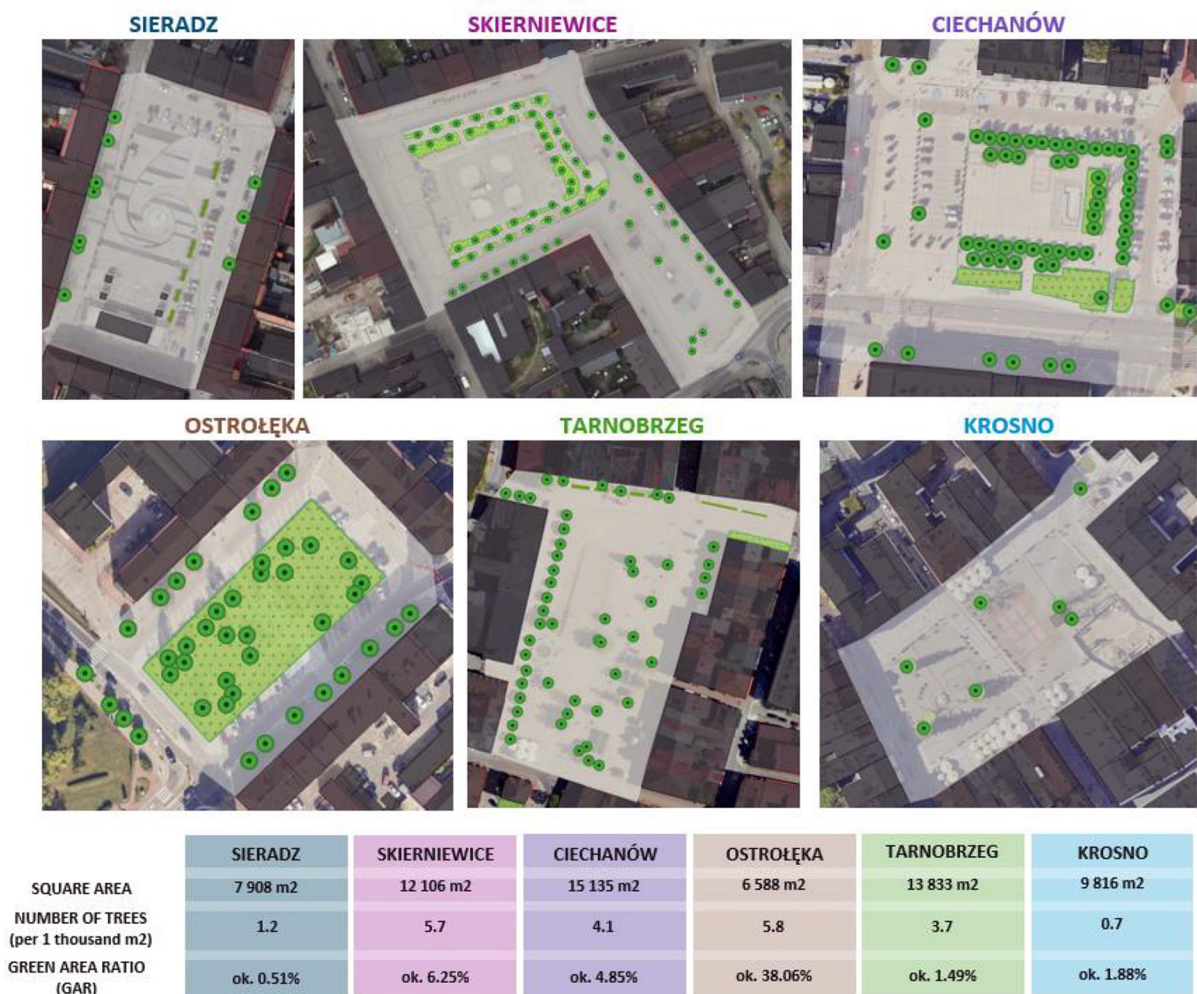 SIERADZ
SKIERNIEWICE
CIECHANÓW
OSTROŁĘKA
TARNOBRZEG
KROSNO
SIERADZ SKIERNIEWICE CIECHANÓW OSTROŁĘKA TARNOBRZEG KROSNO
SQUARE AREA 7 908 m2 12 106 m2 15 135 m2 6 588 m2 13 833 m2 9 816 m2
NUMBER OF TREES
(per 1 thousand m2) 1.2 5.7 4.1 5.8 3.7 0.7
GREEN AREA RATIO
(GAR) ok. 0.51% ok. 6.25% ok. 4.85% ok. 38.06% ok. 1.49% ok. 1.88%